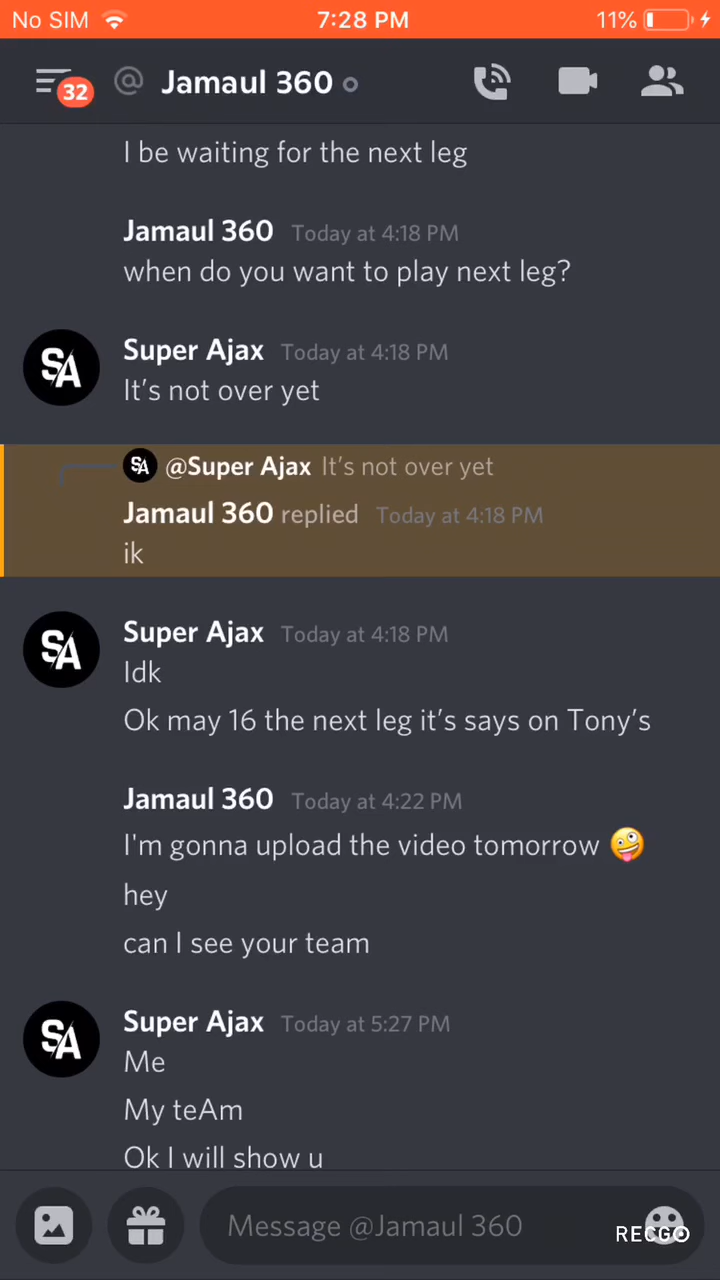 No SIM 7:28 PM 11%
32 @ Jamaul 360
I be waiting for the next leg
Jamaul 360 Today at 4:18 PM
when do you want to play next leg?
SA Super Ajax Today at 4:18 PM
It’s not over yet
SA @Super Ajax It’s not over yet
Jamaul 360 replied Today at 4:18 PM
ik
SA Super Ajax Today at 4:18 PM
Idk
Ok may 16 the next leg it’s says on Tony’s
Jamaul 360 Today at 4:22 PM
I'm gonna upload the video tomorrow 🤪
hey
can I see your team
SA Super Ajax Today at 5:27 PM
Me
My teAm
Ok I will show u
Message @Jamaul 360 RECGO